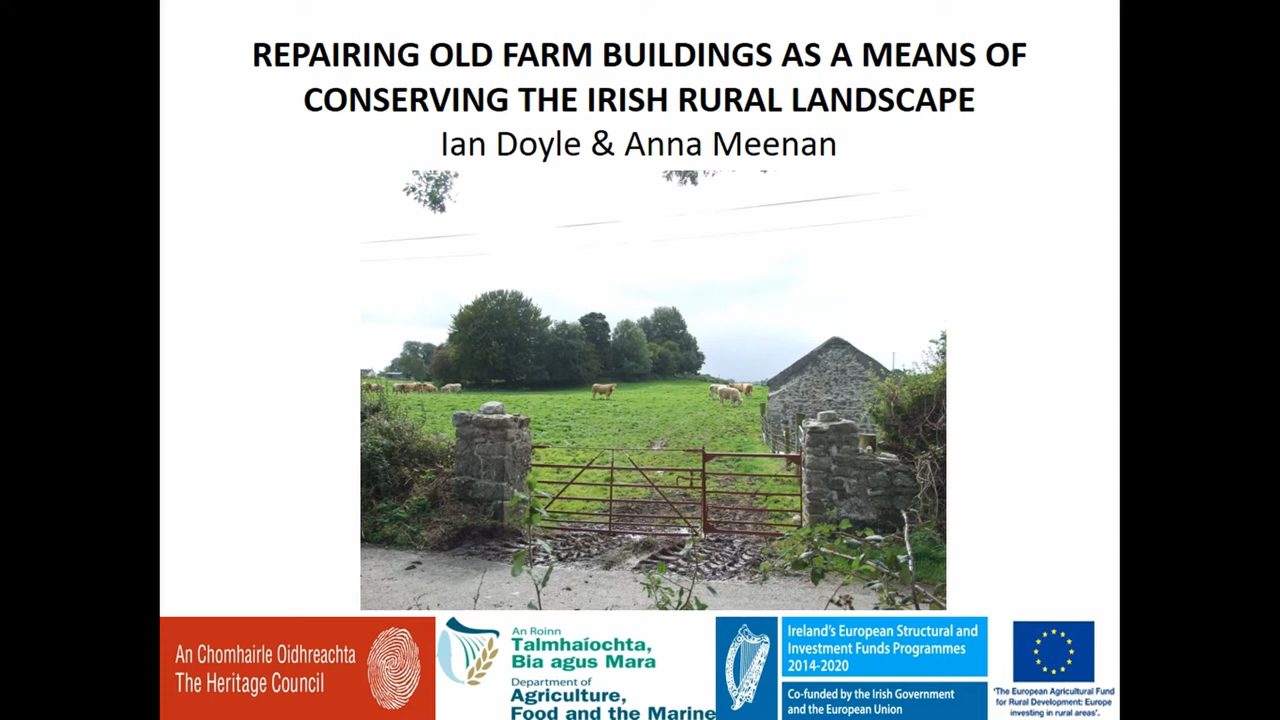 REPAIRING OLD FARM BUILDINGS AS A MEANS OF
CONSERVING THE IRISH RURAL LANDSCAPE
Ian Doyle & Anna Meenan
An Chomhairle Oidhreachta
The Heritage Council
An Roinn
Talmhaíochta,
Bia agus Mara
Department of
Agriculture,
Food and the Marine
Ireland's European Structural and
Investment Funds Programmes
2014-2020
Co-funded by the Irish Government
and the European Union
'The European Agricultural Fund
for Rural Development: Europe
investing in rural areas'.